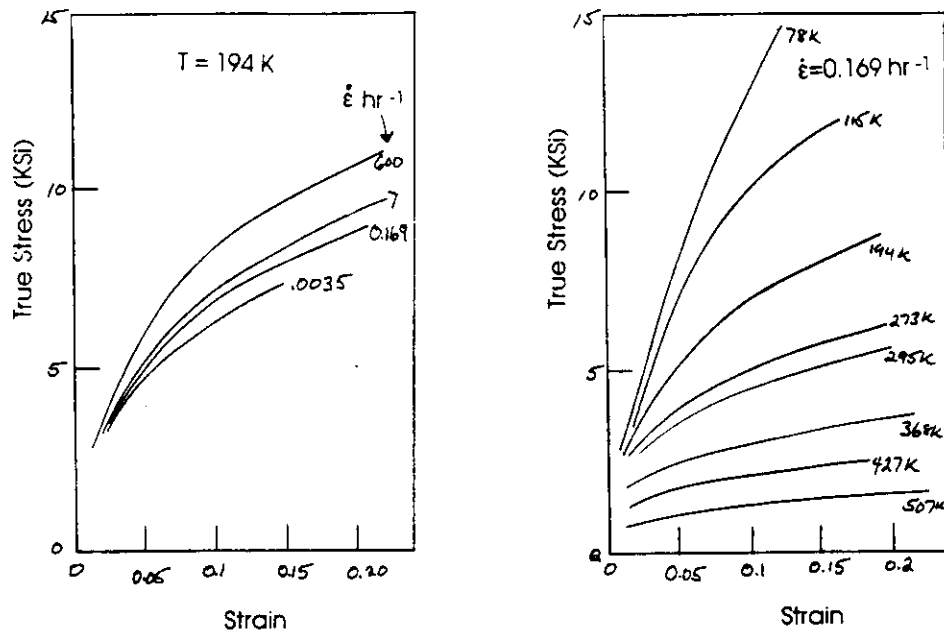 15
T = 194 K
ε̇ hr⁻¹
600
10
7
0.169
.0035
5
0
0
0.05
0.1
0.15
0.20
True Stress (KSi)
Strain
15
78K
ε̇=0.169 hr⁻¹
115K
10
194K
273K
5
295K
368K
427K
507K
0
0
0.05
0.1
0.15
0.2
True Stress (KSi)
Strain